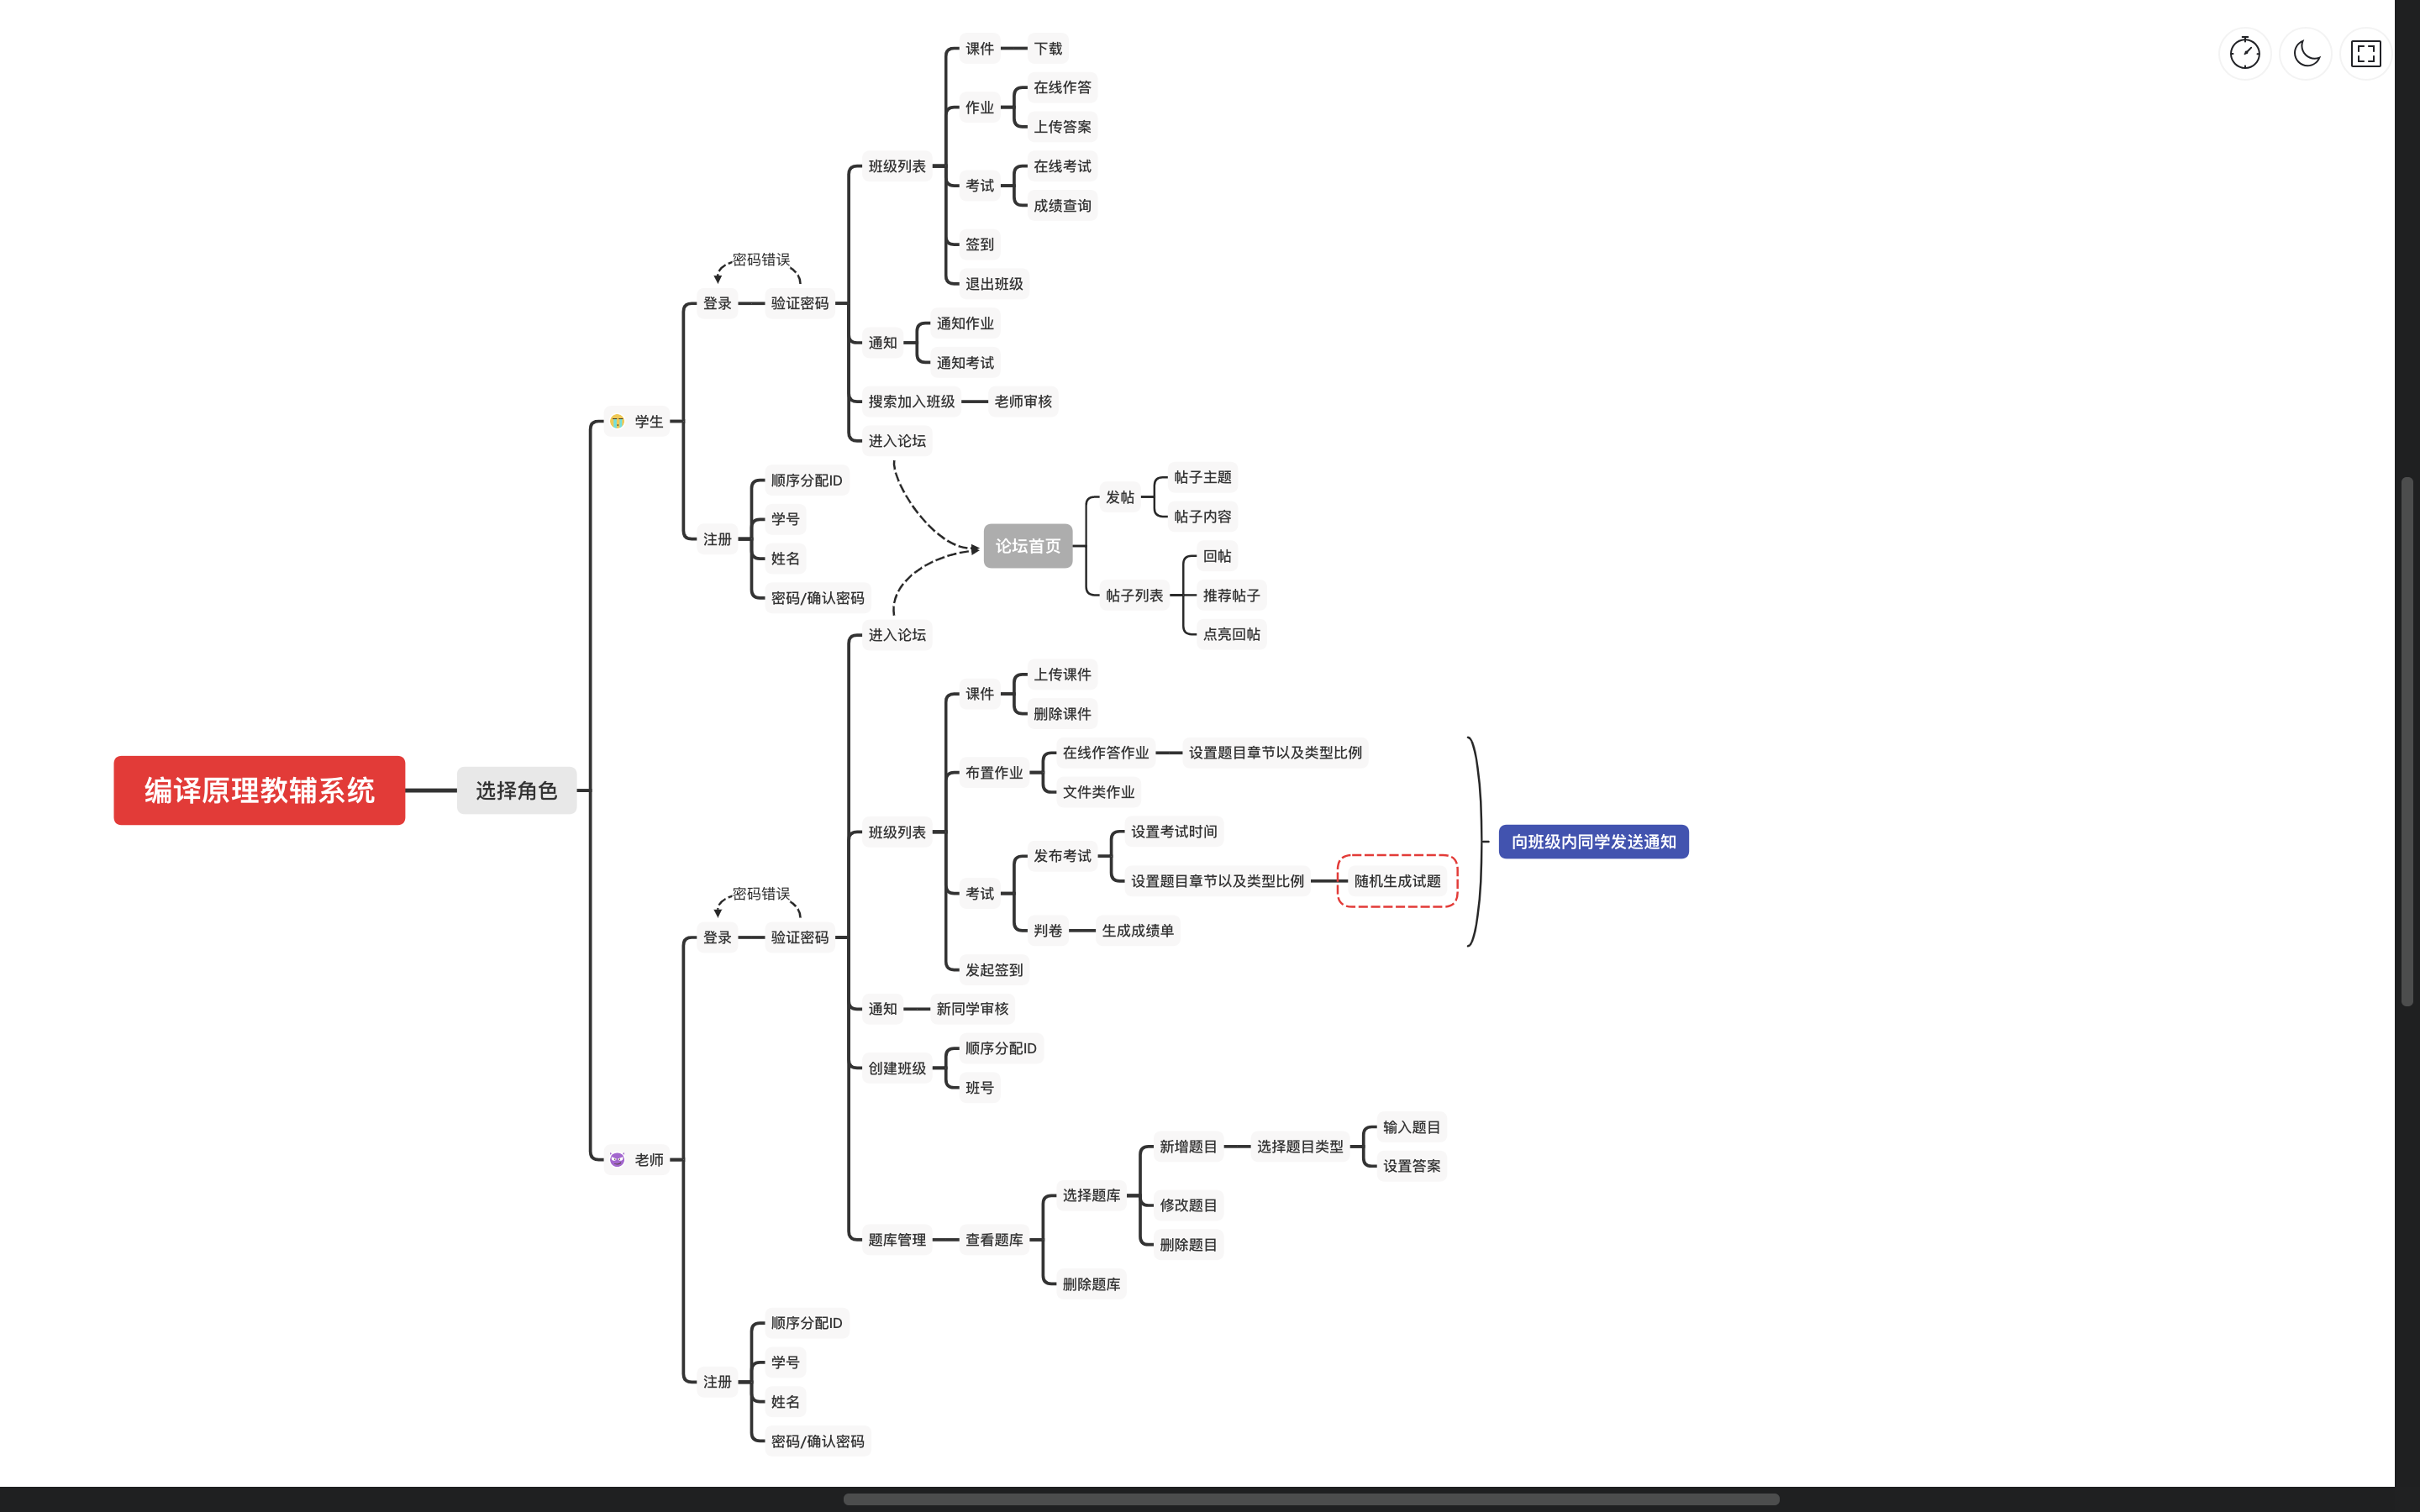 编译原理教辅系统
选择角色
学生
登录
密码错误
验证密码
班级列表
课件
下载
作业
在线作答
上传答案
考试
在线考试
成绩查询
签到
退出班级
通知
通知作业
通知考试
搜索加入班级
老师审核
进入论坛
注册
顺序分配ID
学号
姓名
密码/确认密码
论坛首页
发帖
帖子主题
帖子内容
帖子列表
回帖
推荐帖子
点亮回帖
老师
登录
密码错误
验证密码
进入论坛
班级列表
课件
上传课件
删除课件
布置作业
在线作答作业
设置题目章节以及类型比例
文件类作业
考试
发布考试
设置考试时间
设置题目章节以及类型比例
随机生成试题
判卷
生成成绩单
发起签到
向班级内同学发送通知
通知
新同学审核
创建班级
顺序分配ID
班号
题库管理
查看题库
选择题库
新增题目
选择题目类型
输入题目
设置答案
修改题目
删除题目
删除题库
注册
顺序分配ID
学号
姓名
密码/确认密码